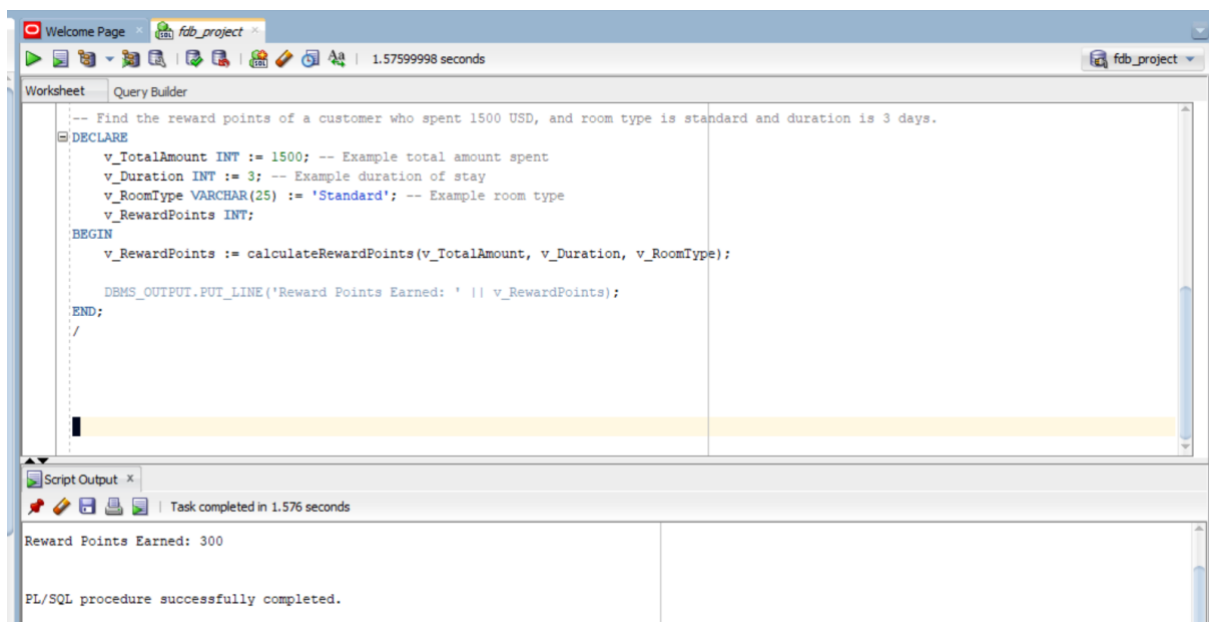 Welcome Page
fdb_project
1.57599998 seconds
fdb_project
Worksheet
Query Builder
-- Find the reward points of a customer who spent 1500 USD, and room type is standard and duration is 3 days.
DECLARE
v_TotalAmount INT := 1500; -- Example total amount spent
v_Duration INT := 3; -- Example duration of stay
v_RoomType VARCHAR(25) := 'Standard'; -- Example room type
v_RewardPoints INT;
BEGIN
v_RewardPoints := calculateRewardPoints(v_TotalAmount, v_Duration, v_RoomType);
DBMS_OUTPUT.PUT_LINE('Reward Points Earned: ' || v_RewardPoints);
END;
/
Script Output
Task completed in 1.576 seconds
Reward Points Earned: 300
PL/SQL procedure successfully completed.